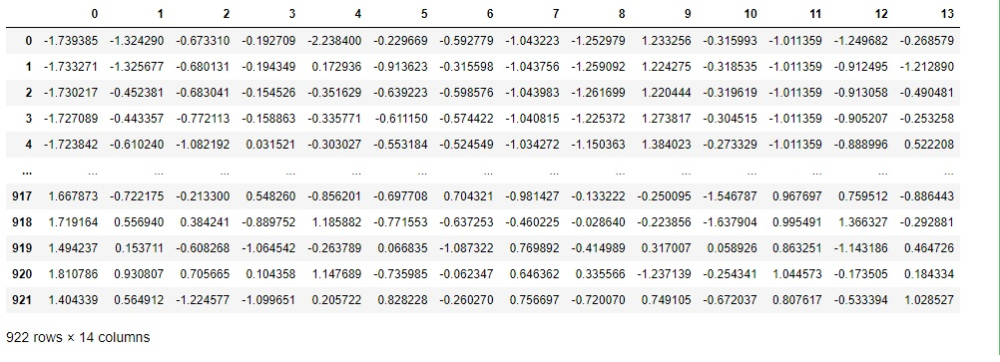 0 1 2 3 4 5 6 7 8 9 10 11 12 13
0 -1.739385 -1.324290 -0.673310 -0.192709 -2.238400 -0.229669 -0.592779 -1.043223 -1.252979 1.233256 -0.315993 -1.011359 -1.249682 -0.268579
1 -1.733271 -1.325677 -0.680131 -0.194349 0.172936 -0.913623 -0.315598 -1.043756 -1.259092 1.224275 -0.318535 -1.011359 -0.912495 -1.212890
2 -1.730217 -0.452381 -0.683041 -0.154526 -0.351629 -0.639223 -0.598576 -1.043983 -1.261699 1.220444 -0.319619 -1.011359 -0.913058 -0.490481
3 -1.727089 -0.443357 -0.772113 -0.158863 -0.335771 -0.611150 -0.574422 -1.040815 -1.225372 1.273817 -0.304515 -1.011359 -0.905207 -0.253258
4 -1.723842 -0.610240 -1.082192 0.031521 -0.303027 -0.553184 -0.524549 -1.034272 -1.150363 1.384023 -0.273329 -1.011359 -0.888996 0.522208
... ... ... ... ... ... ... ... ... ... ... ... ... ... ...
917 1.667873 -0.722175 -0.213300 0.548260 -0.856201 -0.697708 0.704321 -0.981427 -0.133222 -0.250095 -1.546787 0.967697 0.759512 -0.886443
918 1.719164 0.556940 0.384241 -0.889752 1.185882 -0.771553 -0.637253 -0.460225 -0.028640 -0.223856 -1.637904 0.995491 1.366327 -0.292881
919 1.494237 0.153711 -0.608268 -1.064542 -0.263789 0.066835 -1.087322 0.769892 -0.414989 0.317007 0.058926 0.863251 -1.143186 0.464726
920 1.810786 0.930807 0.705665 0.104358 1.147689 -0.735985 -0.062347 0.646362 0.335566 -1.237139 -0.254341 1.044573 -0.173505 0.184334
921 1.404339 0.564912 -1.224577 -1.099651 0.205722 0.828228 -0.260270 0.756697 -0.720070 0.749105 -0.672037 0.807617 -0.533394 1.028527
922 rows × 14 columns